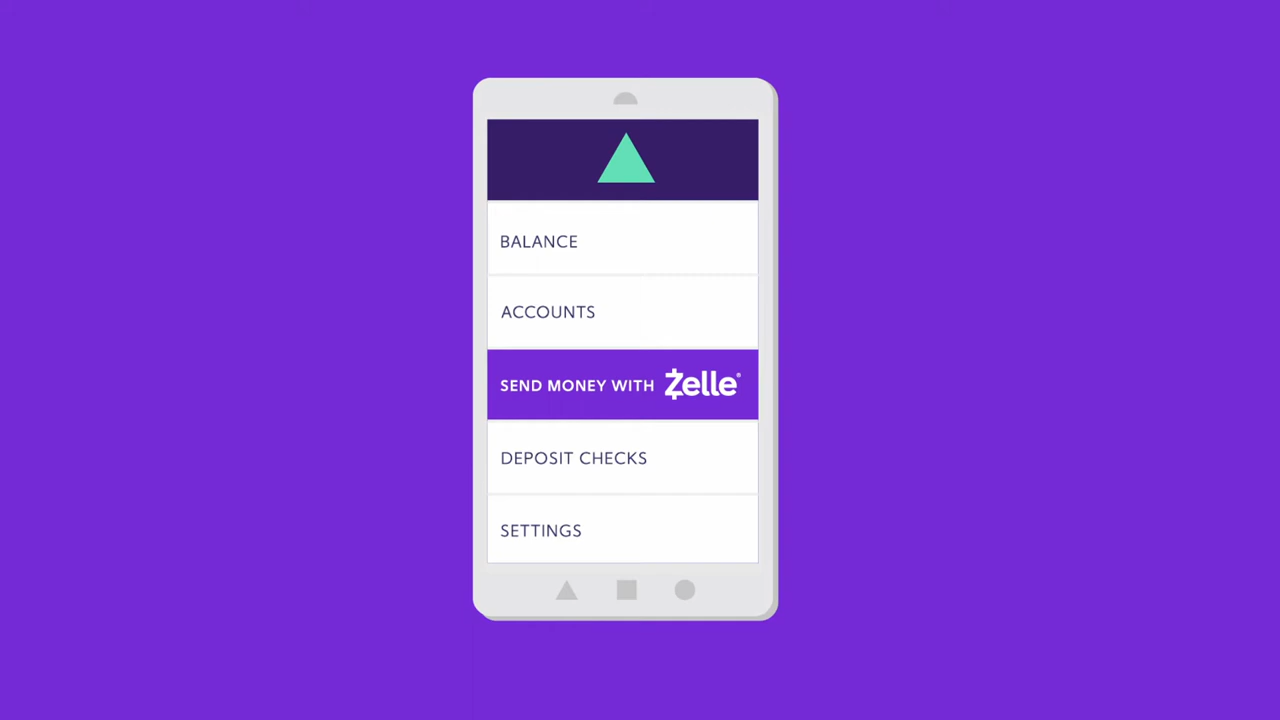 BALANCE
ACCOUNTS
SEND MONEY WITH Zelle®
DEPOSIT CHECKS
SETTINGS